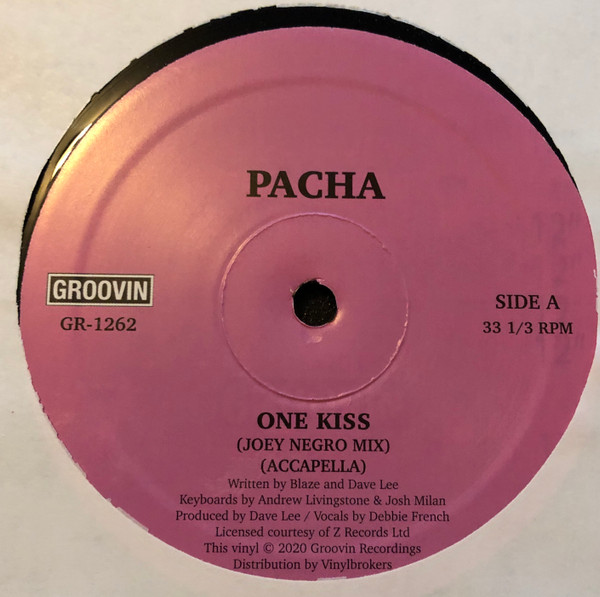 PACHA
GROOVIN
GR-1262
SIDE A
33 1/3 RPM
ONE KISS
(JOEY NEGRO MIX)
(ACCAPELLA)
Written by Blaze and Dave Lee
Keyboards by Andrew Livingstone & Josh Milan
Produced by Dave Lee / Vocals by Debbie French
Licensed courtesy of Z Records Ltd
This vinyl © 2020 Groovin Recordings
Distribution by Vinylbrokers